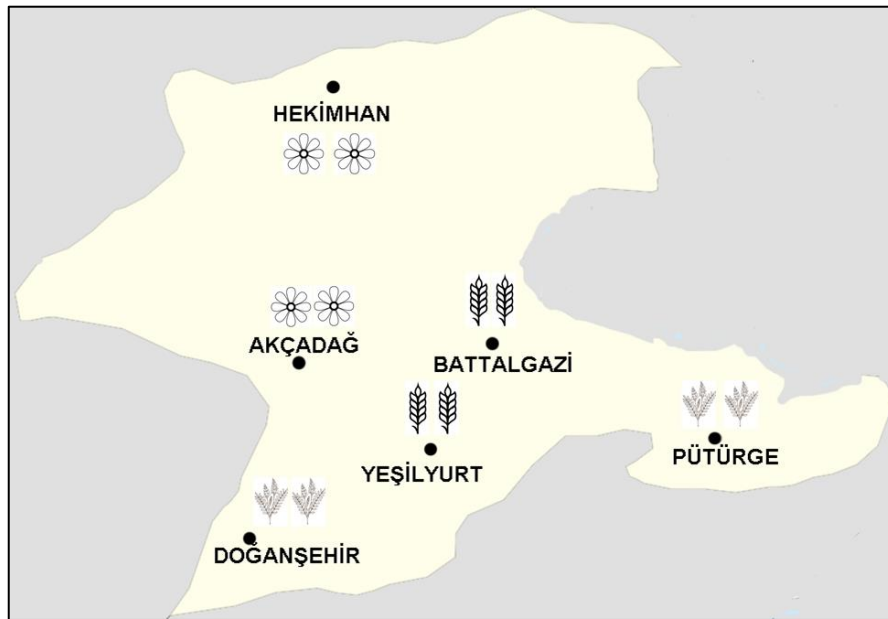 HEKİMHAN
AKÇADAĞ
BATTALGAZİ
YEŞİLYURT
PÜTÜRGE
DOĞANŞEHİR